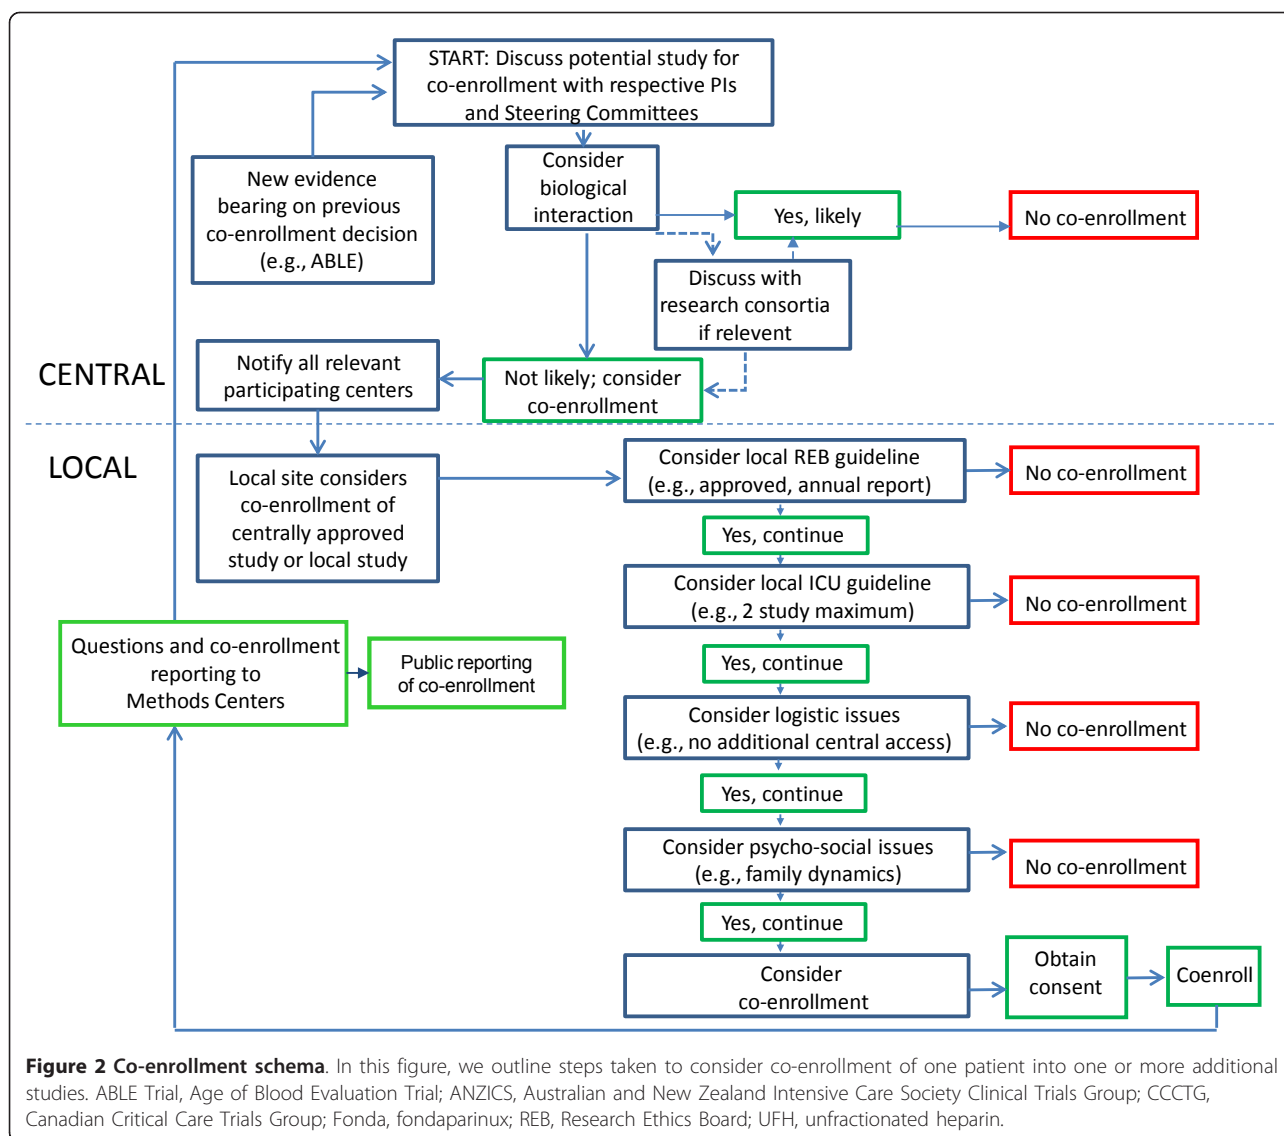 START: Discuss potential study for
co-enrollment with respective PIs
and Steering Committees
New evidence
bearing on previous
co-enrollment decision
(e.g., ABLE)
Consider
biological
interaction
Yes, likely
No co-enrollment
Discuss with
research consortia
if relevent
CENTRAL
Notify all relevant
participating centers
Not likely; consider
co-enrollment
LOCAL
Local site considers
co-enrollment of
centrally approved
study or local study
Consider local REB guideline
(e.g., approved, annual report)
No co-enrollment
Yes, continue
Consider local ICU guideline
(e.g., 2 study maximum)
No co-enrollment
Questions and co-enrollment
reporting to
Methods Centers
Public reporting
of co-enrollment
Yes, continue
Consider logistic issues
(e.g., no additional central access)
No co-enrollment
Yes, continue
Consider psycho-social issues
(e.g., family dynamics)
No co-enrollment
Yes, continue
Consider
co-enrollment
Obtain
consent
Coenroll
Figure 2 Co-enrollment schema. In this figure, we outline steps taken to consider co-enrollment of one patient into one or more additional
studies. ABLE Trial, Age of Blood Evaluation Trial; ANZICS, Australian and New Zealand Intensive Care Society Clinical Trials Group; CCCTG,
Canadian Critical Care Trials Group; Fonda, fondaparinux; REB, Research Ethics Board; UFH, unfractionated heparin.